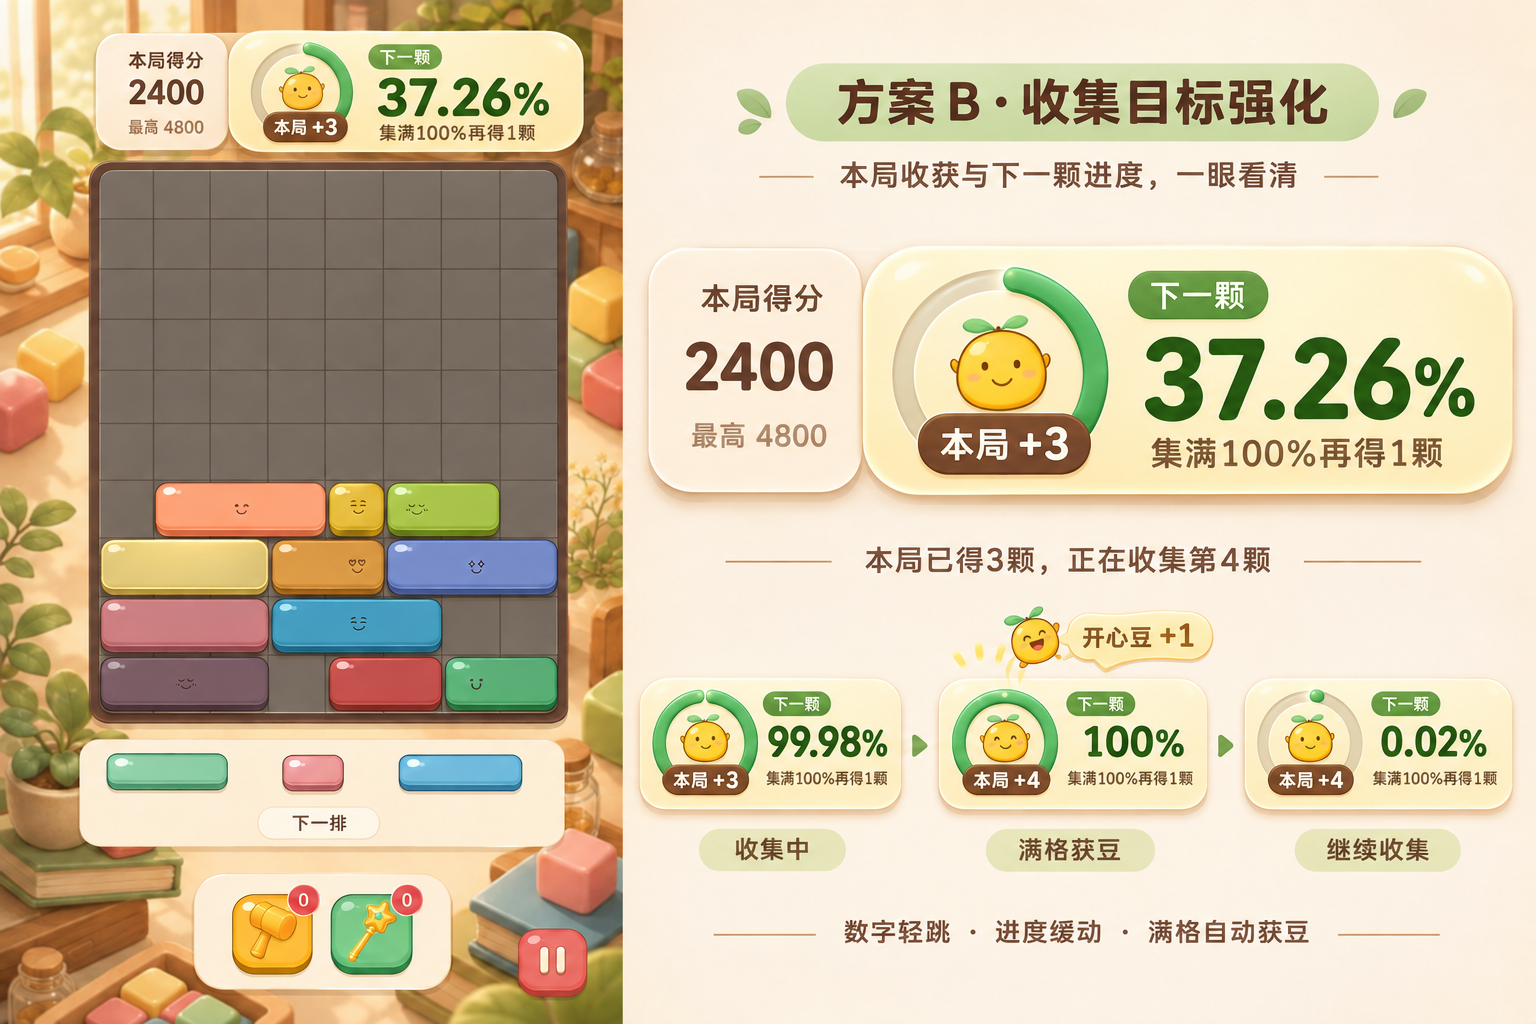 本局得分
2400
最高 4800
本局 +3
下一颗
37.26%
集满100%再得1颗
下一排
0
0
方案 B · 收集目标强化
本局收获与下一颗进度，一眼看清
本局得分
2400
最高 4800
本局 +3
下一颗
37.26%
集满100%再得1颗
本局已得3颗，正在收集第4颗
开心豆 +1
下一颗
99.98%
本局 +3
集满100%再得1颗
收集中
下一颗
100%
本局 +4
集满100%再得1颗
满格获豆
下一颗
0.02%
本局 +4
集满100%再得1颗
继续收集
数字轻跳 · 进度缓动 · 满格自动获豆